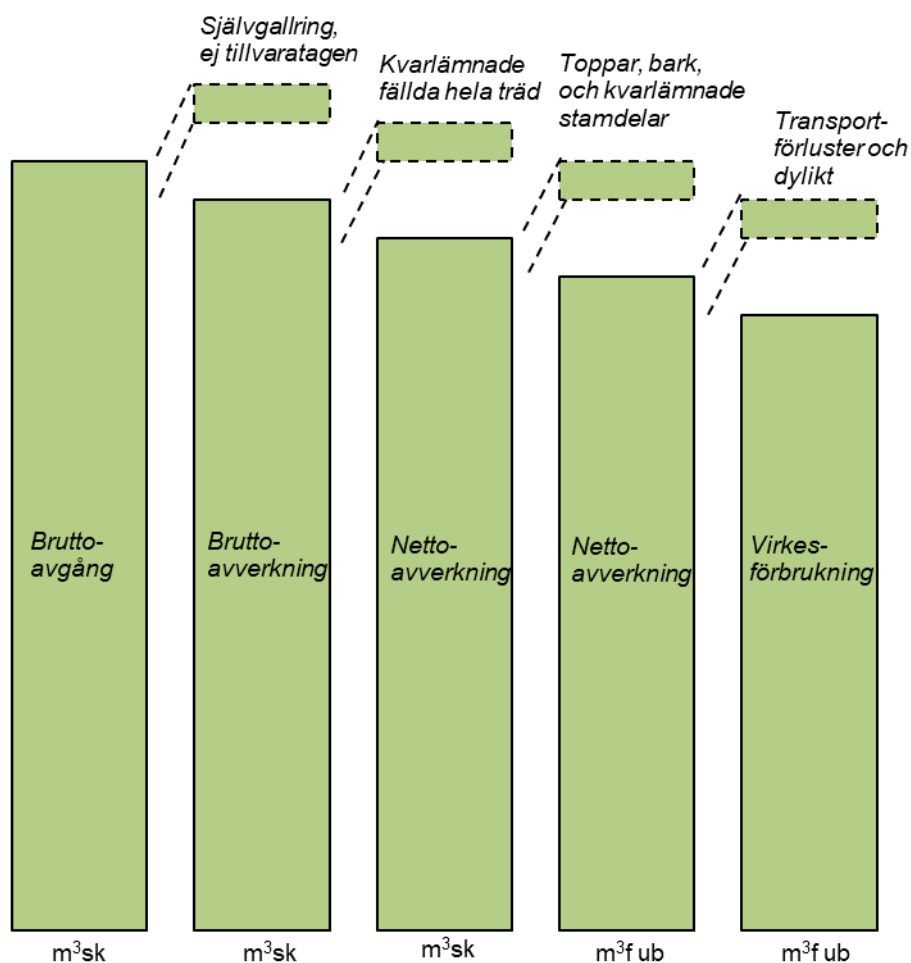 Självgallring,
ej tillvaratagen
Kvarlämnade
fällda hela träd
Toppar, bark,
och kvarlämnade
stamdelar
Transport-
förluster och
dylikt
Brutto-
avgång
Brutto-
avverkning
Netto-
avverkning
Netto-
avverkning
Virkes-
förbrukning
m³sk
m³sk
m³sk
m³f ub
m³f ub